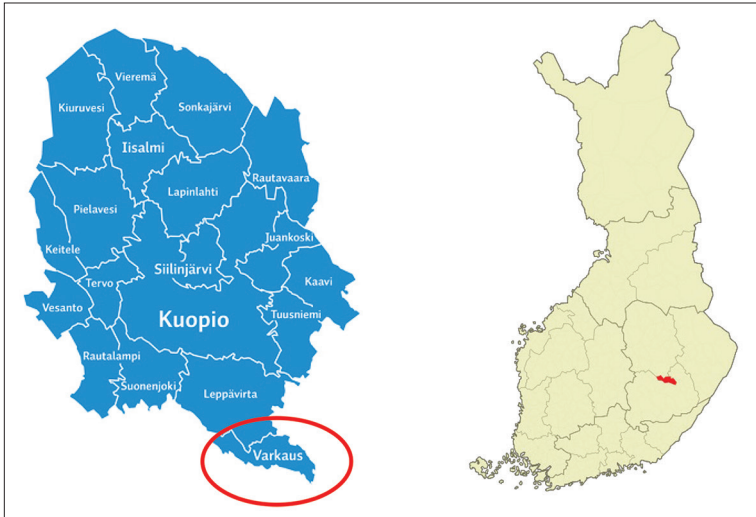 Vieremä
Kiuruvesi
Sonkajärvi
Iisalmi
Lapinlahti
Rautavaara
Pielavesi
Juankoski
Keitele
Siilinjärvi
Tervo
Kaavi
Vesanto
Kuopio
Tuusniemi
Rautalampi
Suonenjoki
Leppävirta
Varkaus